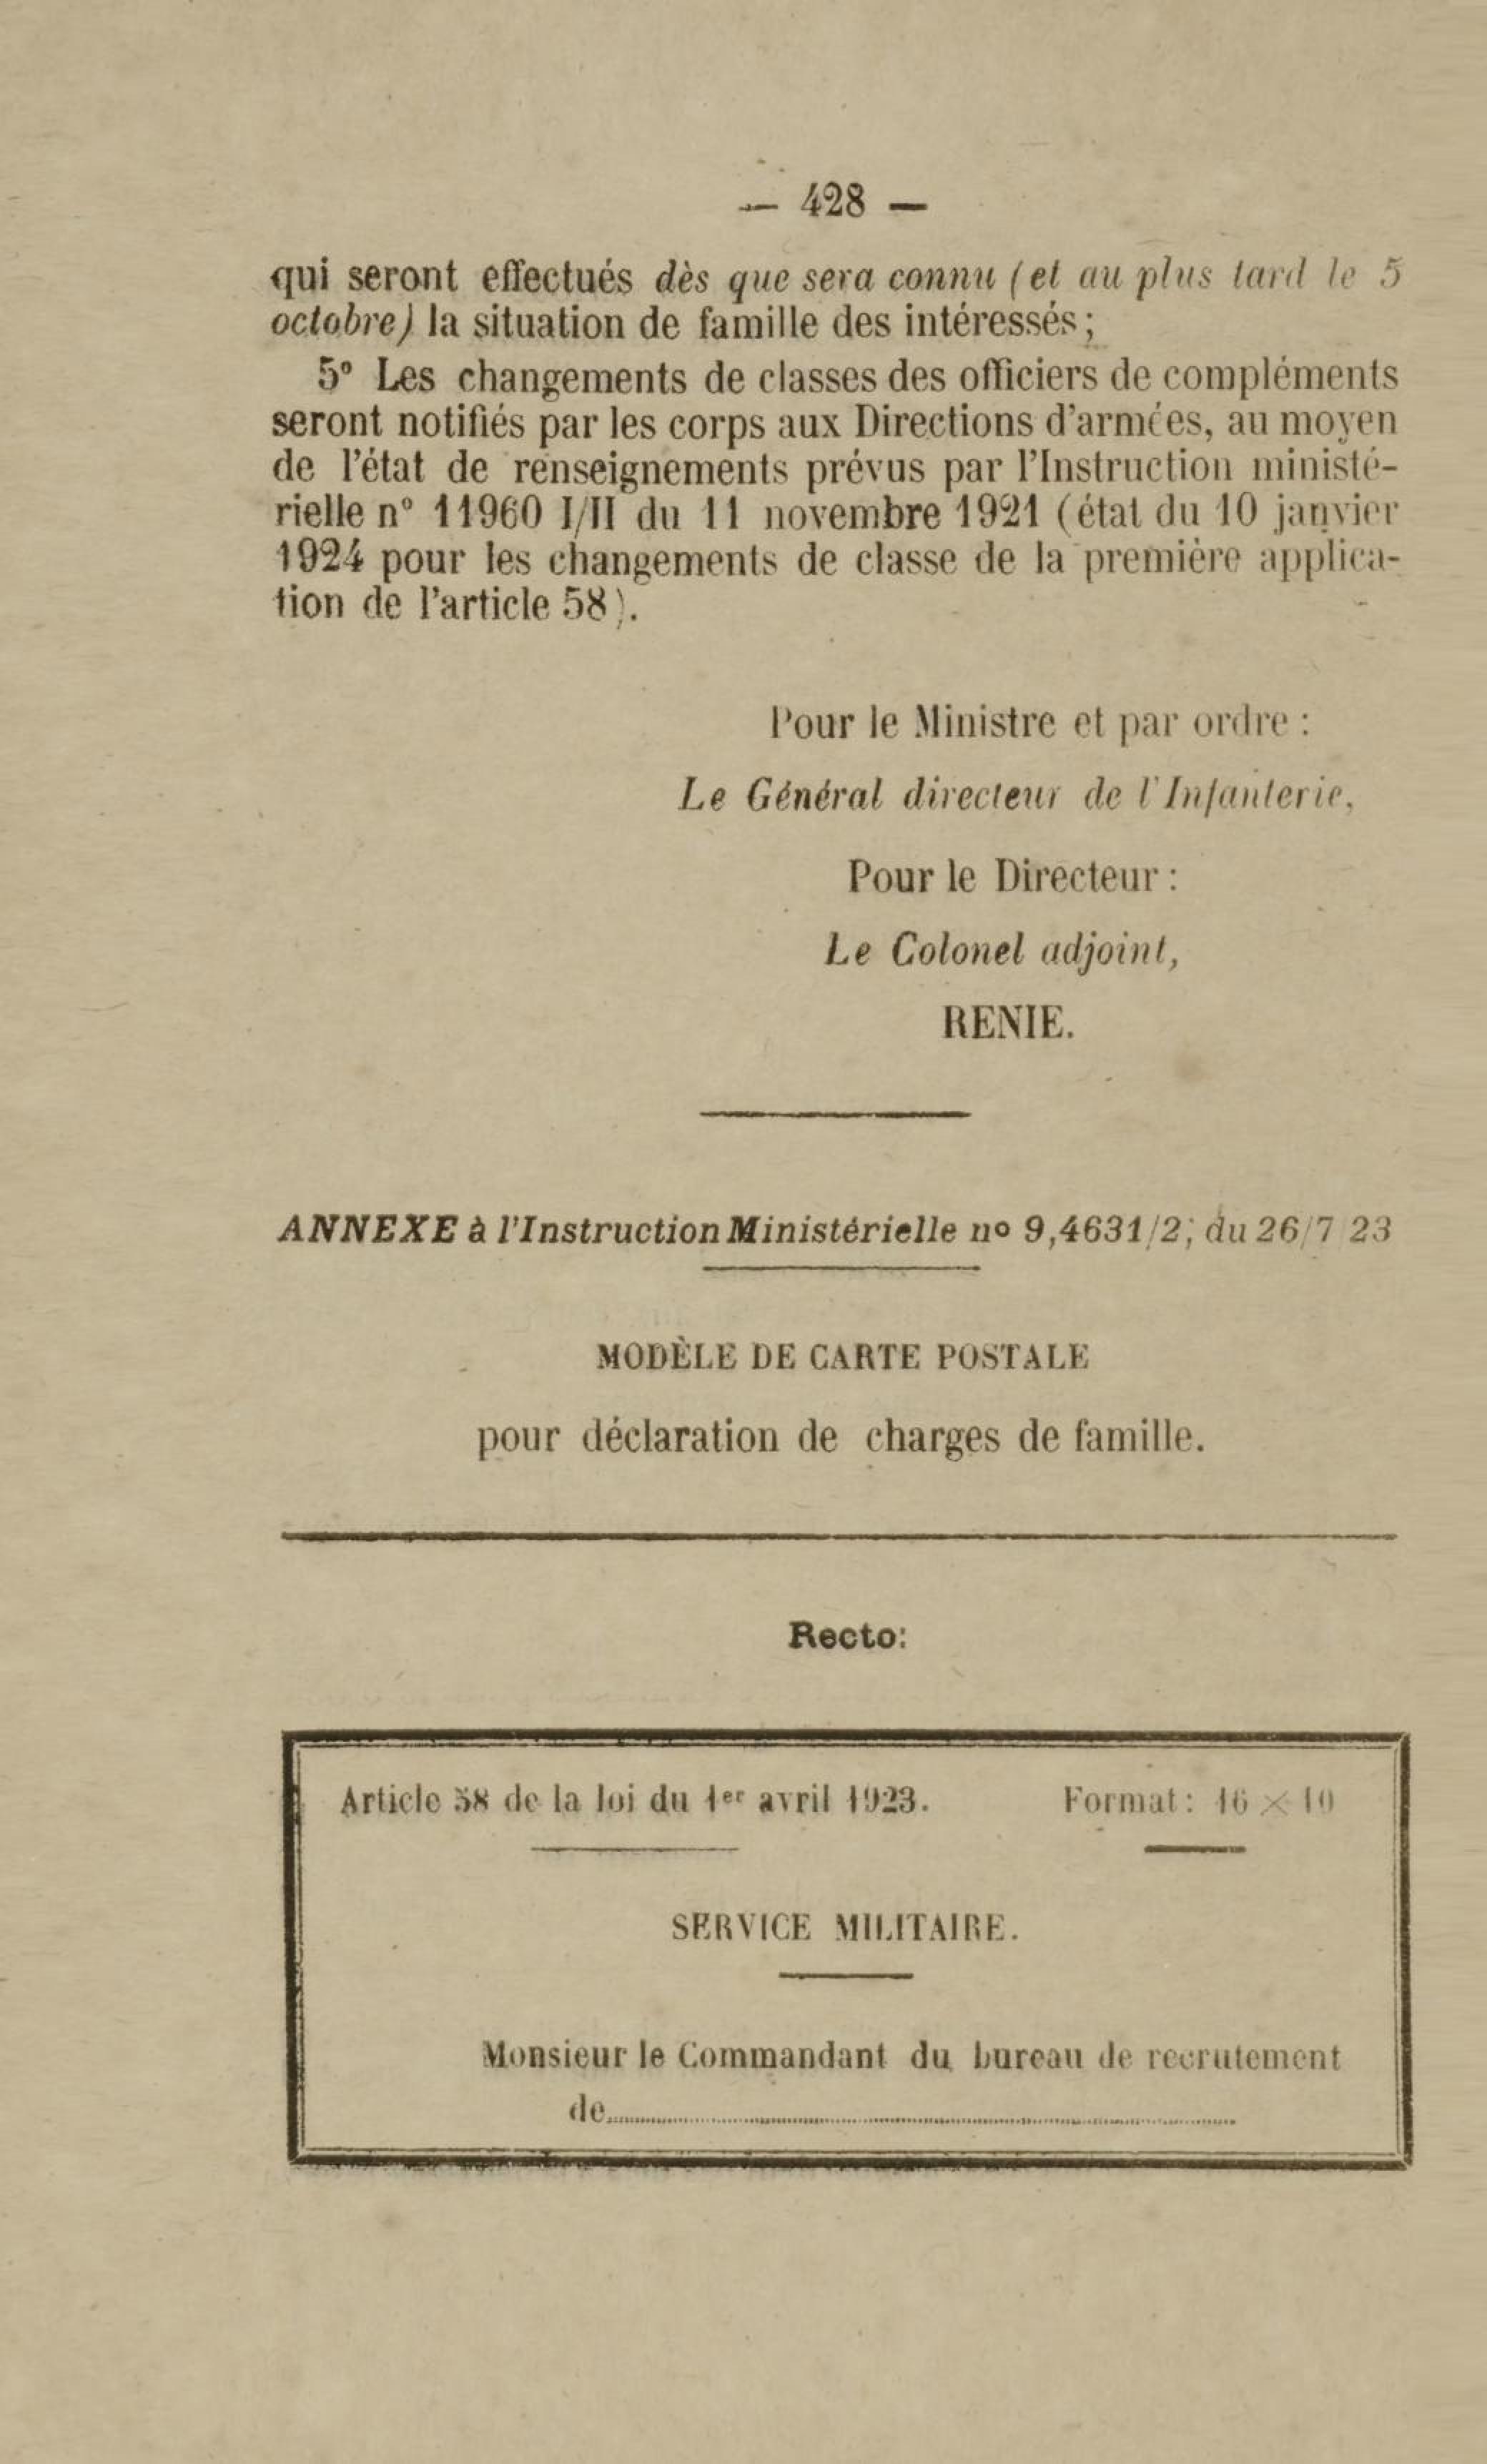 — 428 —
qui seront effectués dès que sera connu (et au plus tard le 5
octobre) la situation de famille des intéressés;
5° Les changements de classes des officiers de compléments
seront notifiés par les corps aux Directions d'armées, au moyen
de l'état de renseignements prévus par l'Instruction ministé-
rielle n° 11960 I/II du 11 novembre 1921 (état du 10 janvier
1924 pour les changements de classe de la première applica-
tion de l'article 58).
Pour le Ministre et par ordre :
Le Général directeur de l'Infanterie,
Pour le Directeur :
Le Colonel adjoint,
RENIE.
ANNEXE à l'Instruction Ministérielle no 9,4631/2; du 26/7 23
MODÈLE DE CARTE POSTALE
pour déclaration de charges de famille.
Recto:
Article 58 de la loi du 1er avril 1923. Format : 16 × 10
SERVICE MILITAIRE.
Monsieur le Commandant du bureau de recrutement
de